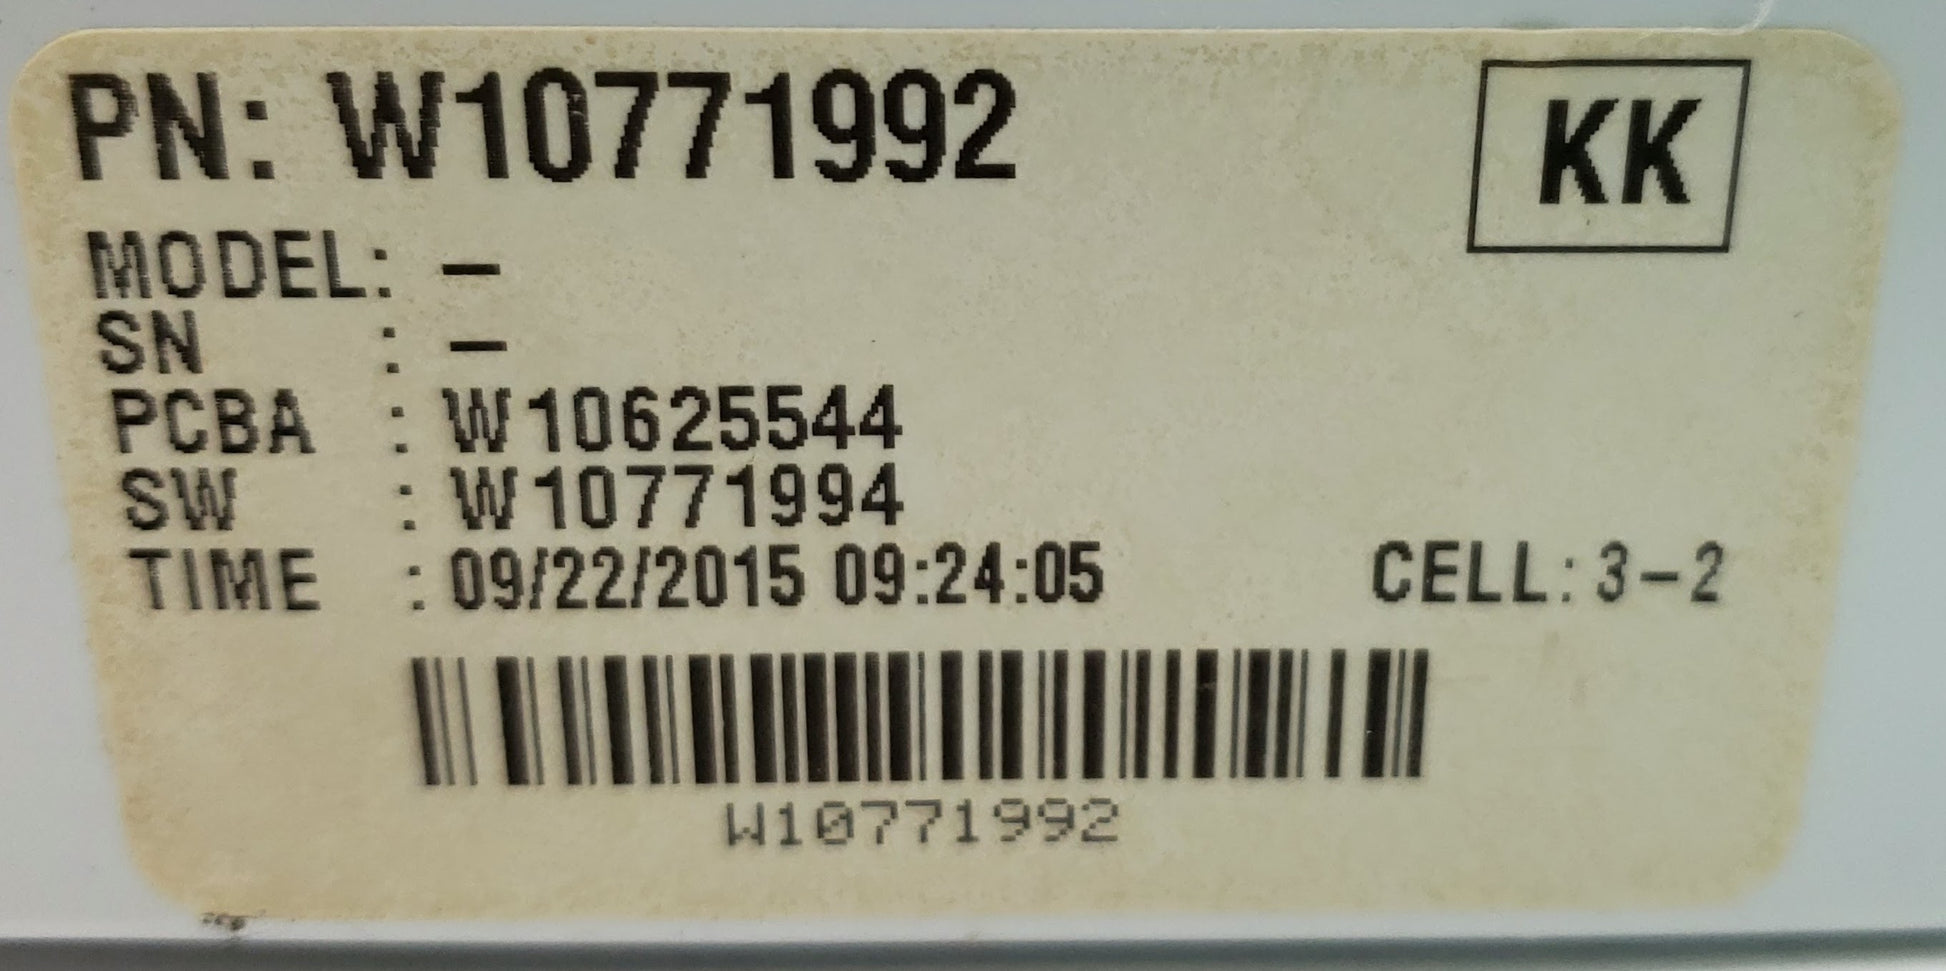 PN: W10771992
KK
MODEL: –
SN : –
PCBA : W10625544
SW : W10771994
TIME : 09/22/2015 09:24:05 CELL: 3-2
W10771992